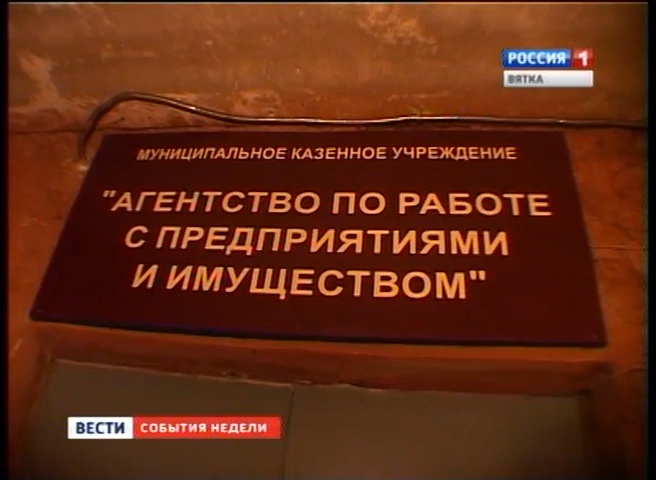 РОССИЯ 1
ВЯТКА
МУНИЦИПАЛЬНОЕ КАЗЕННОЕ УЧРЕЖДЕНИЕ
"АГЕНТСТВО ПО РАБОТЕ
С ПРЕДПРИЯТИЯМИ
И ИМУЩЕСТВОМ"
ВЕСТИ СОБЫТИЯ НЕДЕЛИ